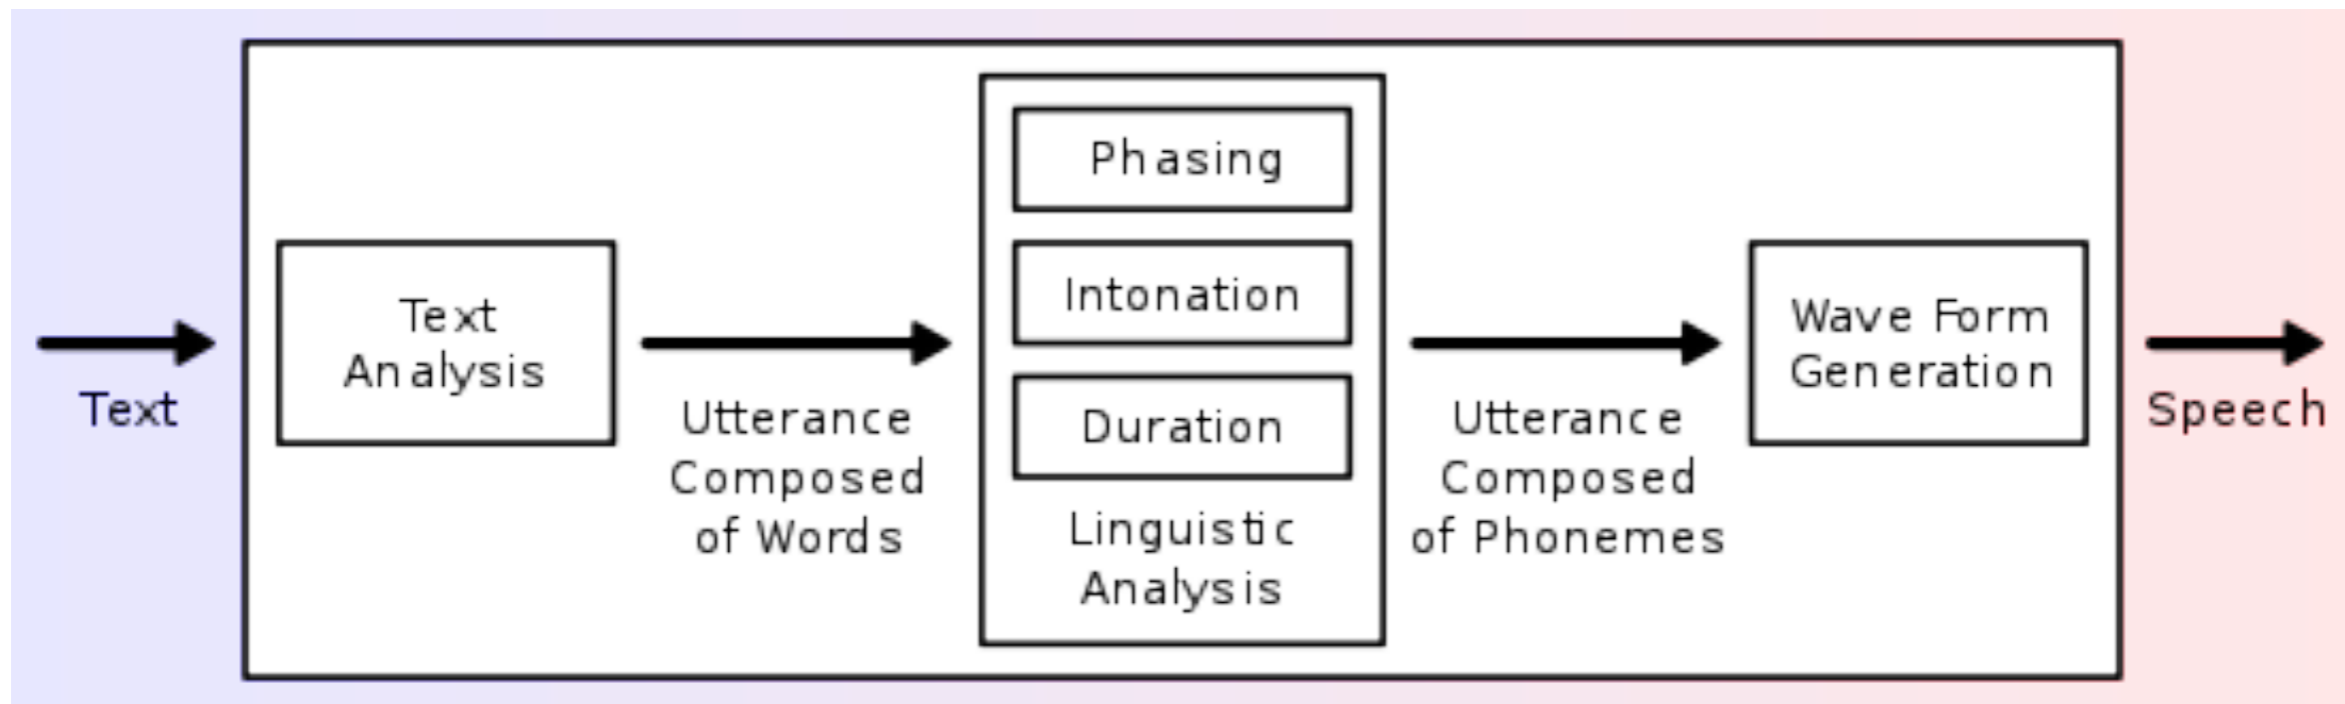 Text
Text
Analysis
Utterance
Composed
of Words
Phasing
Intonation
Duration
Linguistic
Analysis
Utterance
Composed
of Phonemes
Wave Form
Generation
Speech